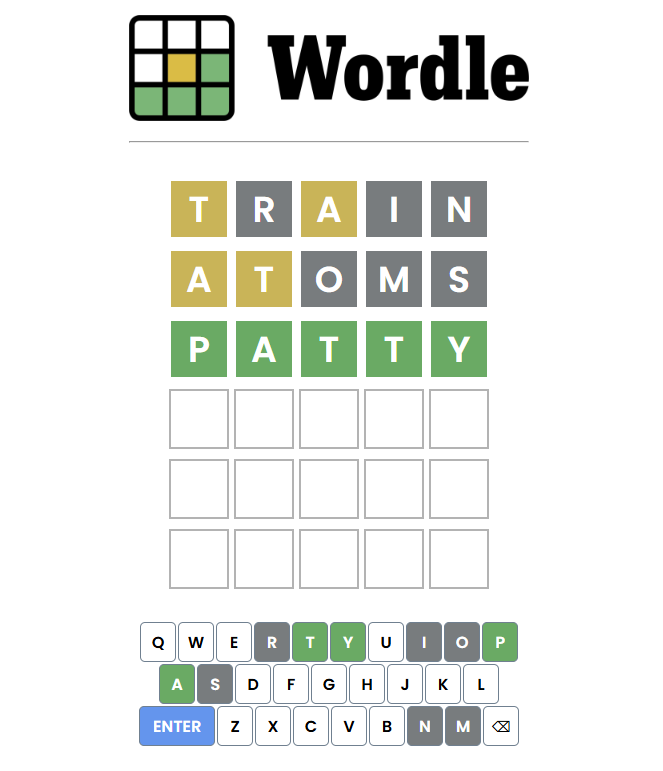 Wordle
T R A I N
A T O M S
P A T T Y
Q W E R T Y U I O P
A S D F G H J K L
ENTER Z X C V B N M ⌫